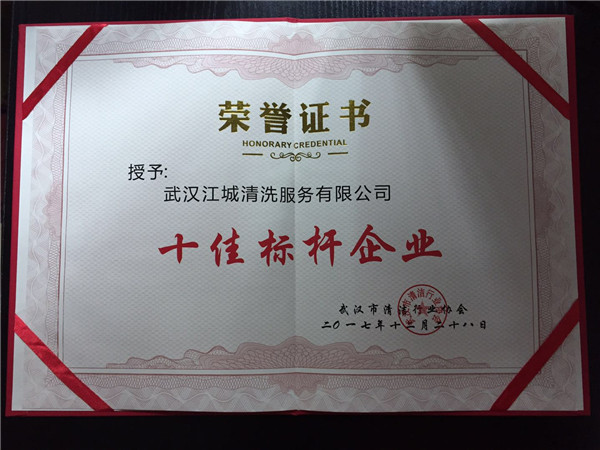 荣誉证书
HONORARY CREDENTIAL
授予:
武汉江城清洗服务有限公司
十佳标杆企业
武汉市清洁行业协会
二〇一七年十二月二十八日